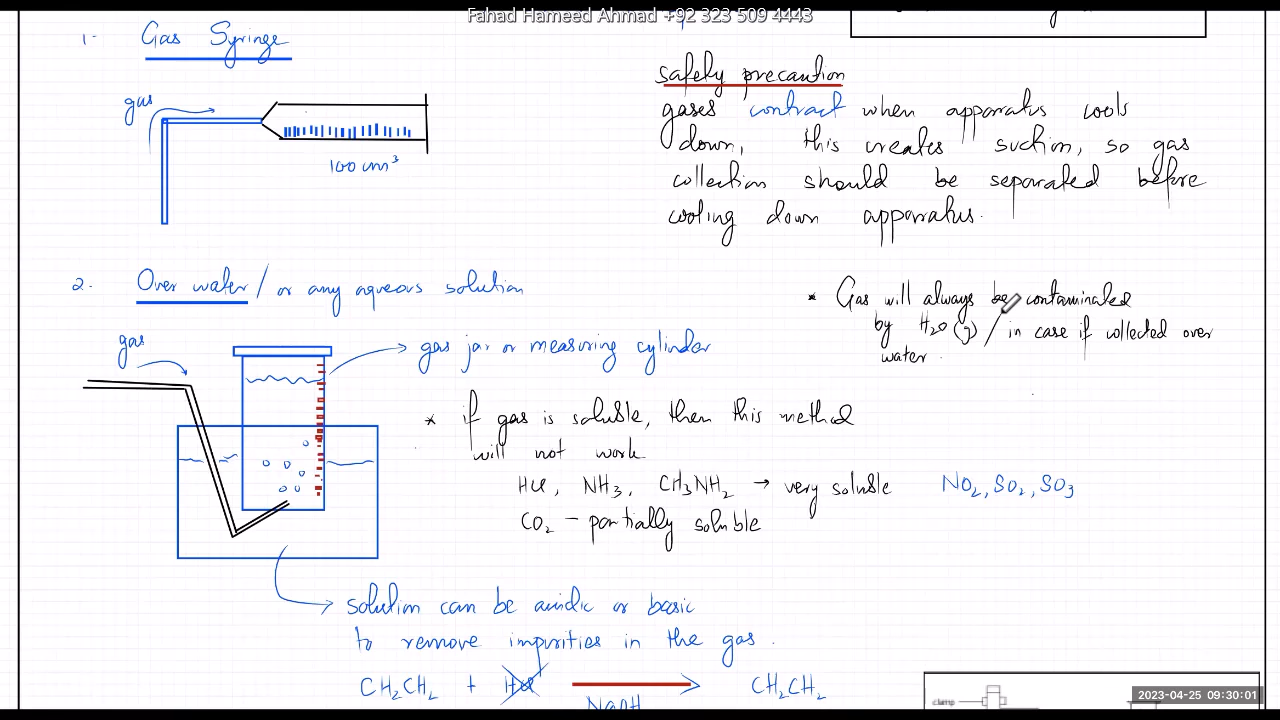 Fahad Hameed Ahmad +92 323 509 4443
1- Gas Syringe
gas
100 cm³
safety precaution
gases contract when apparatus cools
down, this creates suction, so gas
collection should be separated before
cooling down apparatus.
2. Over water / or any aqueous solution
gas
gas jar or measuring cylinder
* Gas will always be contaminated
by H2O (g) / in case if collected over
water.
* if gas is soluble, then this method
will not work
HCl, NH3, CH3NH2 → very soluble NO2, SO2, SO3
CO2 - partially soluble
solution can be acidic or basic
to remove impurities in the gas.
CH2CH2 + HCl → CH2CH2
NaOH
clamp
2023-04-25 09:30:01